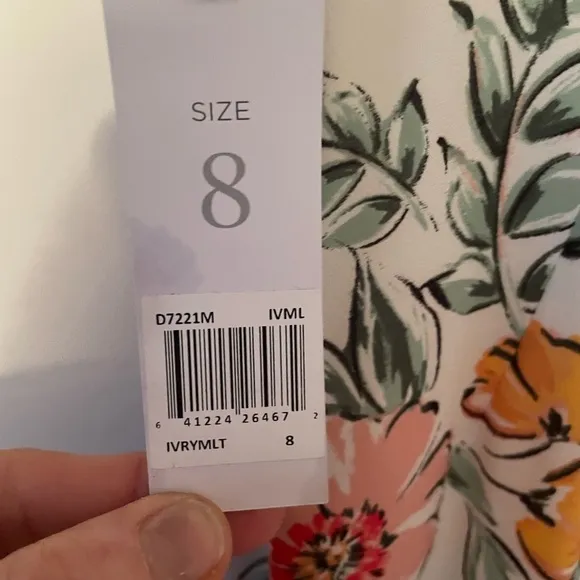 SIZE
8
D7221M IVML
6 41224 26467 2
IVRYMLT 8